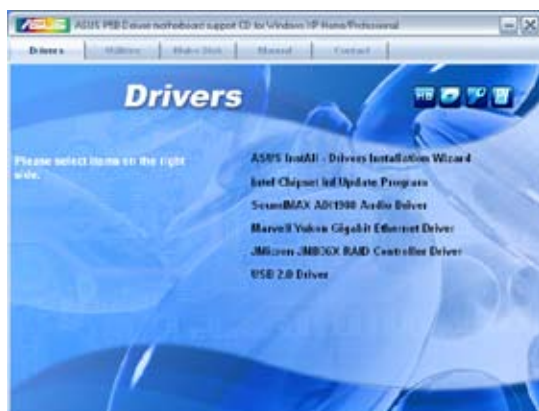 ASUS P5B Deluxe motherboard support CD for Windows XP Home/Professional
Drivers Utilities Make Disk Manual Contact
Drivers
Please select items on the right
side.
ASUS InstAll - Drivers Installation Wizard
Intel Chipset Inf Update Program
SoundMAX ADI1988 Audio Driver
Marvell Yukon Gigabit Ethernet Driver
JMicron JMB36X RAID Controller Driver
USB 2.0 Driver